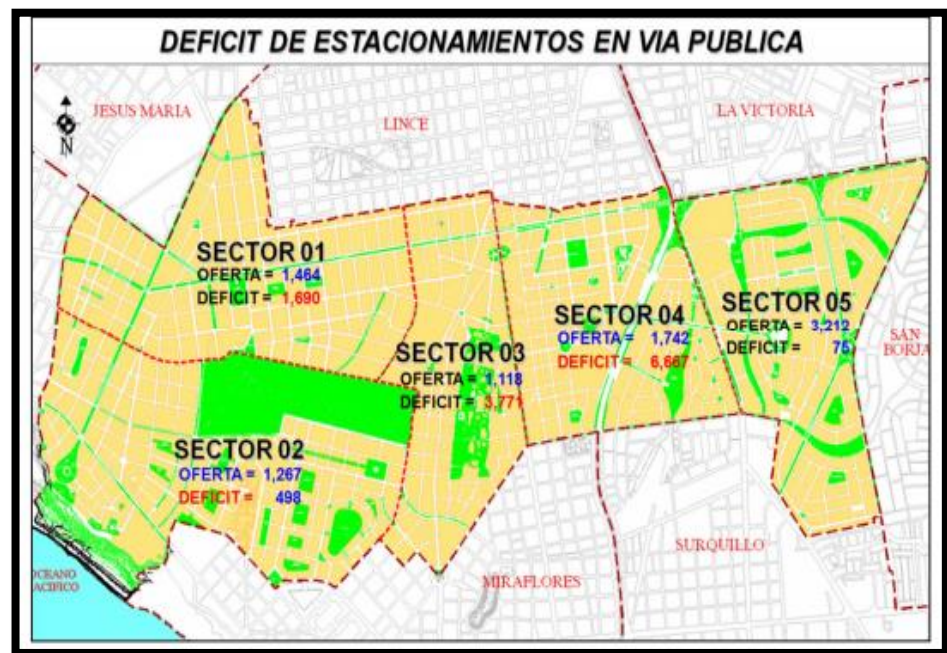 DEFICIT DE ESTACIONAMIENTOS EN VIA PUBLICA
JESUS MARIA
LINCE
LA VICTORIA
N
SECTOR 01
OFERTA = 1,464
DEFICIT = 1,690
SECTOR 04
OFERTA = 1,742
DEFICIT = 6,667
SECTOR 05
OFERTA = 3,212
DEFICIT = 75
SAN
BORJA
SECTOR 03
OFERTA = 1,118
DEFICIT = 3,771
SECTOR 02
OFERTA = 1,267
DEFICIT = 498
SURQUILLO
MIRAFLORES
OCEANO
PACIFICO